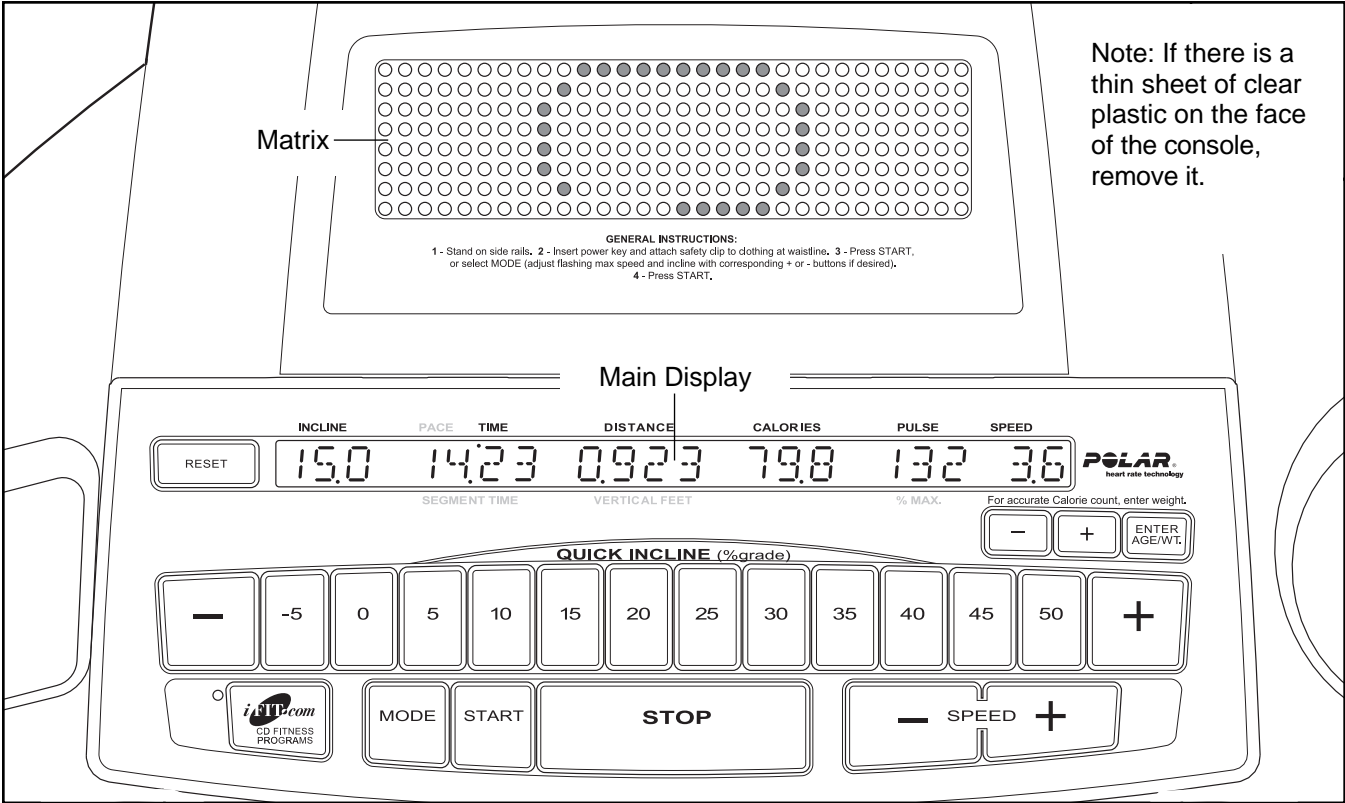 Note: If there is a
thin sheet of clear
plastic on the face
of the console,
remove it.
Matrix
GENERAL INSTRUCTIONS:
1 - Stand on side rails. 2 - Insert power key and attach safety clip to clothing at waistline. 3 - Press START,
or select MODE (adjust flashing max speed and incline with corresponding + or - buttons if desired).
4 - Press START.
Main Display
INCLINE PACE TIME DISTANCE CALORIES PULSE SPEED
RESET 15.0 14:23 0.923 79.8 132 3.6 POLAR®
heart rate technology
SEGMENT TIME VERTICAL FEET % MAX. For accurate Calorie count, enter weight.
- + ENTER
AGE/WT.
QUICK INCLINE (%grade)
- -5 0 5 10 15 20 25 30 35 40 45 50 +
iFIT.com
CD FITNESS
PROGRAMS
MODE START STOP - SPEED +